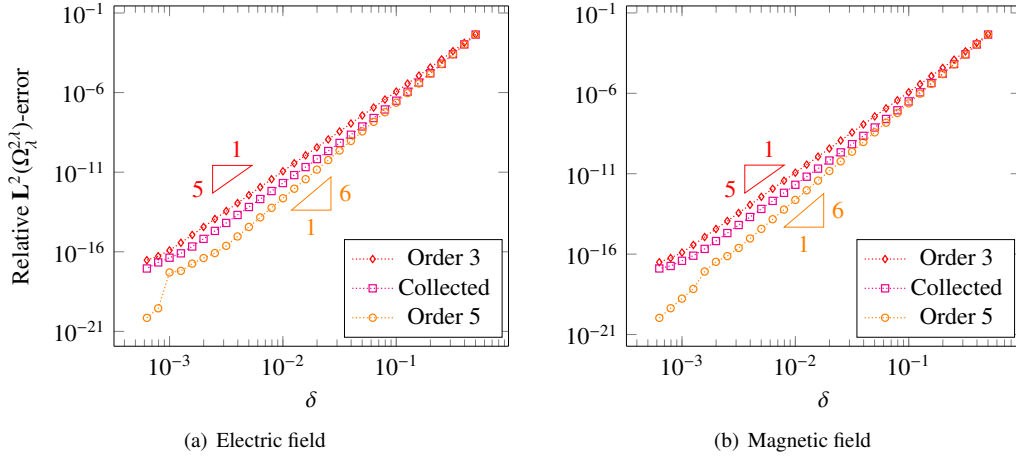 Relative L²(Ω_λ^{2λ})-error
10⁻¹
10⁻⁶
10⁻¹¹
10⁻¹⁶
10⁻²¹
1
5
6
1
Order 3
Collected
Order 5
10⁻³
10⁻²
10⁻¹
δ
(a) Electric field
10⁻¹
10⁻⁶
10⁻¹¹
10⁻¹⁶
10⁻²¹
1
5
6
1
Order 3
Collected
Order 5
10⁻³
10⁻²
10⁻¹
δ
(b) Magnetic field